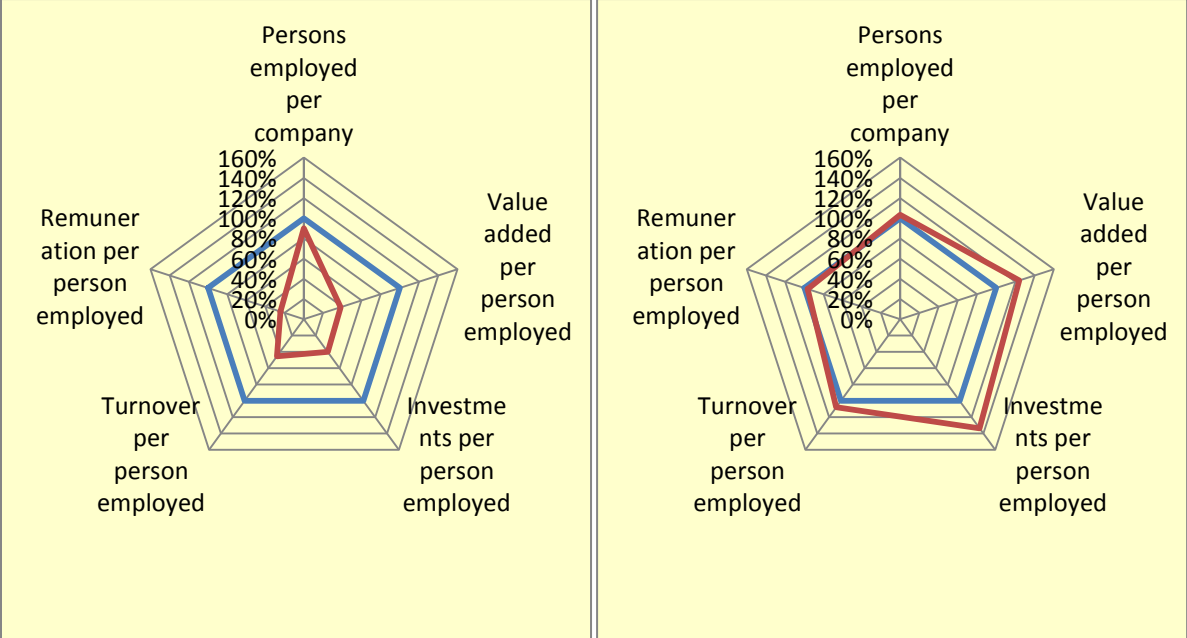 Persons
employed
per
company
160%
140%
120%
100%
80%
60%
40%
20%
0%
Value
added
per
person
employed
Investme
nts per
person
employed
Turnover
per
person
employed
Remuner
ation per
person
employed
Persons
employed
per
company
160%
140%
120%
100%
80%
60%
40%
20%
0%
Value
added
per
person
employed
Investme
nts per
person
employed
Turnover
per
person
employed
Remuner
ation per
person
employed